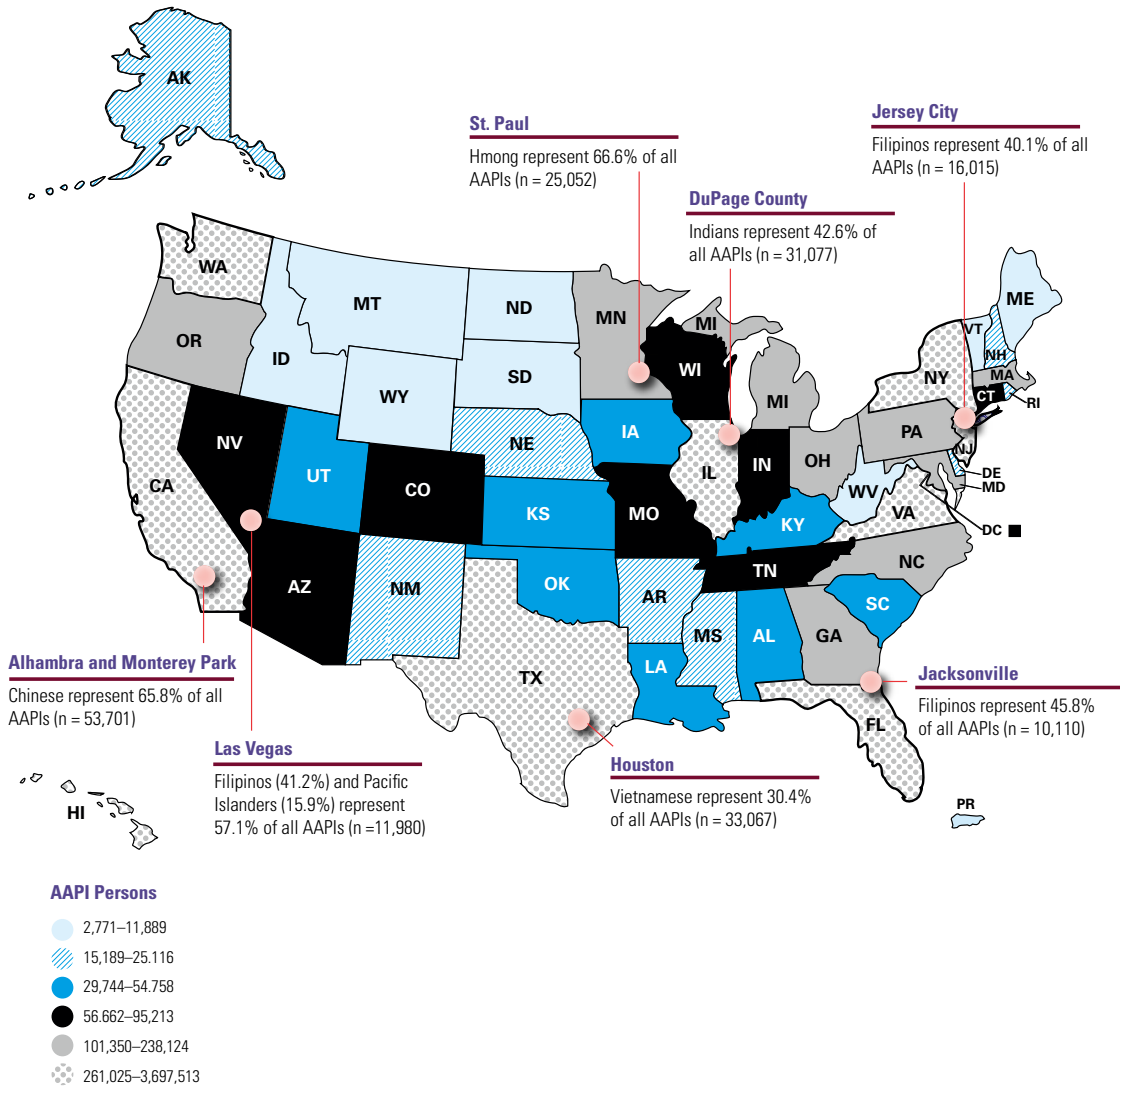 AK
St. Paul
Hmong represent 66.6% of all
AAPIs (n = 25,052)
Jersey City
Filipinos represent 40.1% of all
AAPIs (n = 16,015)
DuPage County
Indians represent 42.6% of
all AAPIs (n = 31,077)
WA
MT
ND
MN
MI
ME
VT
NH
OR
ID
SD
WI
NY
MA
WY
MI
CT
RI
NV
NE
IA
PA
NJ
UT
CO
IL
IN
OH
DE
CA
KS
MO
WV
MD
KY
VA
DC
AZ
NM
OK
AR
TN
NC
MS
AL
GA
SC
TX
LA
FL
Alhambra and Monterey Park
Chinese represent 65.8% of all
AAPIs (n = 53,701)
Jacksonville
Filipinos represent 45.8%
of all AAPIs (n = 10,110)
Las Vegas
Filipinos (41.2%) and Pacific
Islanders (15.9%) represent
57.1% of all AAPIs (n =11,980)
Houston
Vietnamese represent 30.4%
of all AAPIs (n = 33,067)
HI
PR
AAPI Persons
2,771–11,889
15,189–25.116
29,744–54.758
56.662–95,213
101,350–238,124
261,025–3,697,513